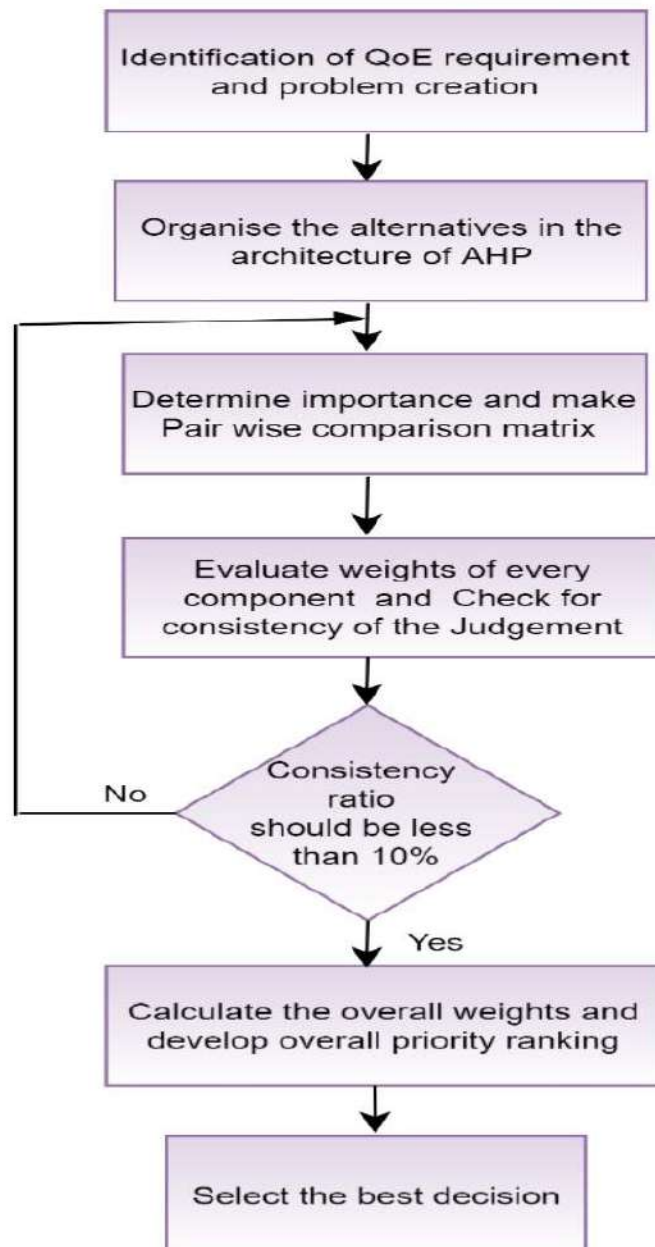 Identification of QoE requirement
and problem creation
Organise the alternatives in the
architecture of AHP
Determine importance and make
Pair wise comparison matrix
Evaluate weights of every
component and Check for
consistency of the Judgement
Consistency
ratio
should be less
than 10%
No
Yes
Calculate the overall weights and
develop overall priority ranking
Select the best decision